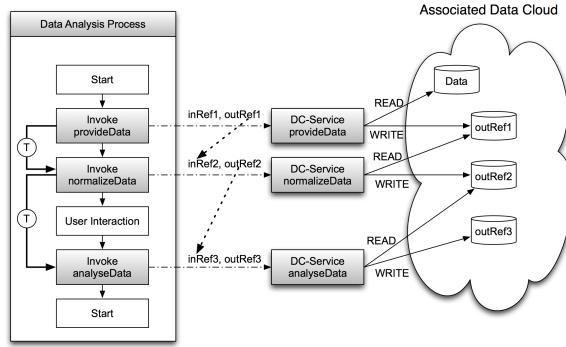 Associated Data Cloud
Data Analysis Process
Start
Data
READ
Invoke
provideData
inRef1, outRef1
DC-Service
provideData
WRITE
outRef1
T
READ
Invoke
normalizeData
inRef2, outRef2
DC-Service
normalizeData
WRITE
outRef2
T
User Interaction
READ
outRef3
Invoke
analyseData
inRef3, outRef3
DC-Service
analyseData
WRITE
Start